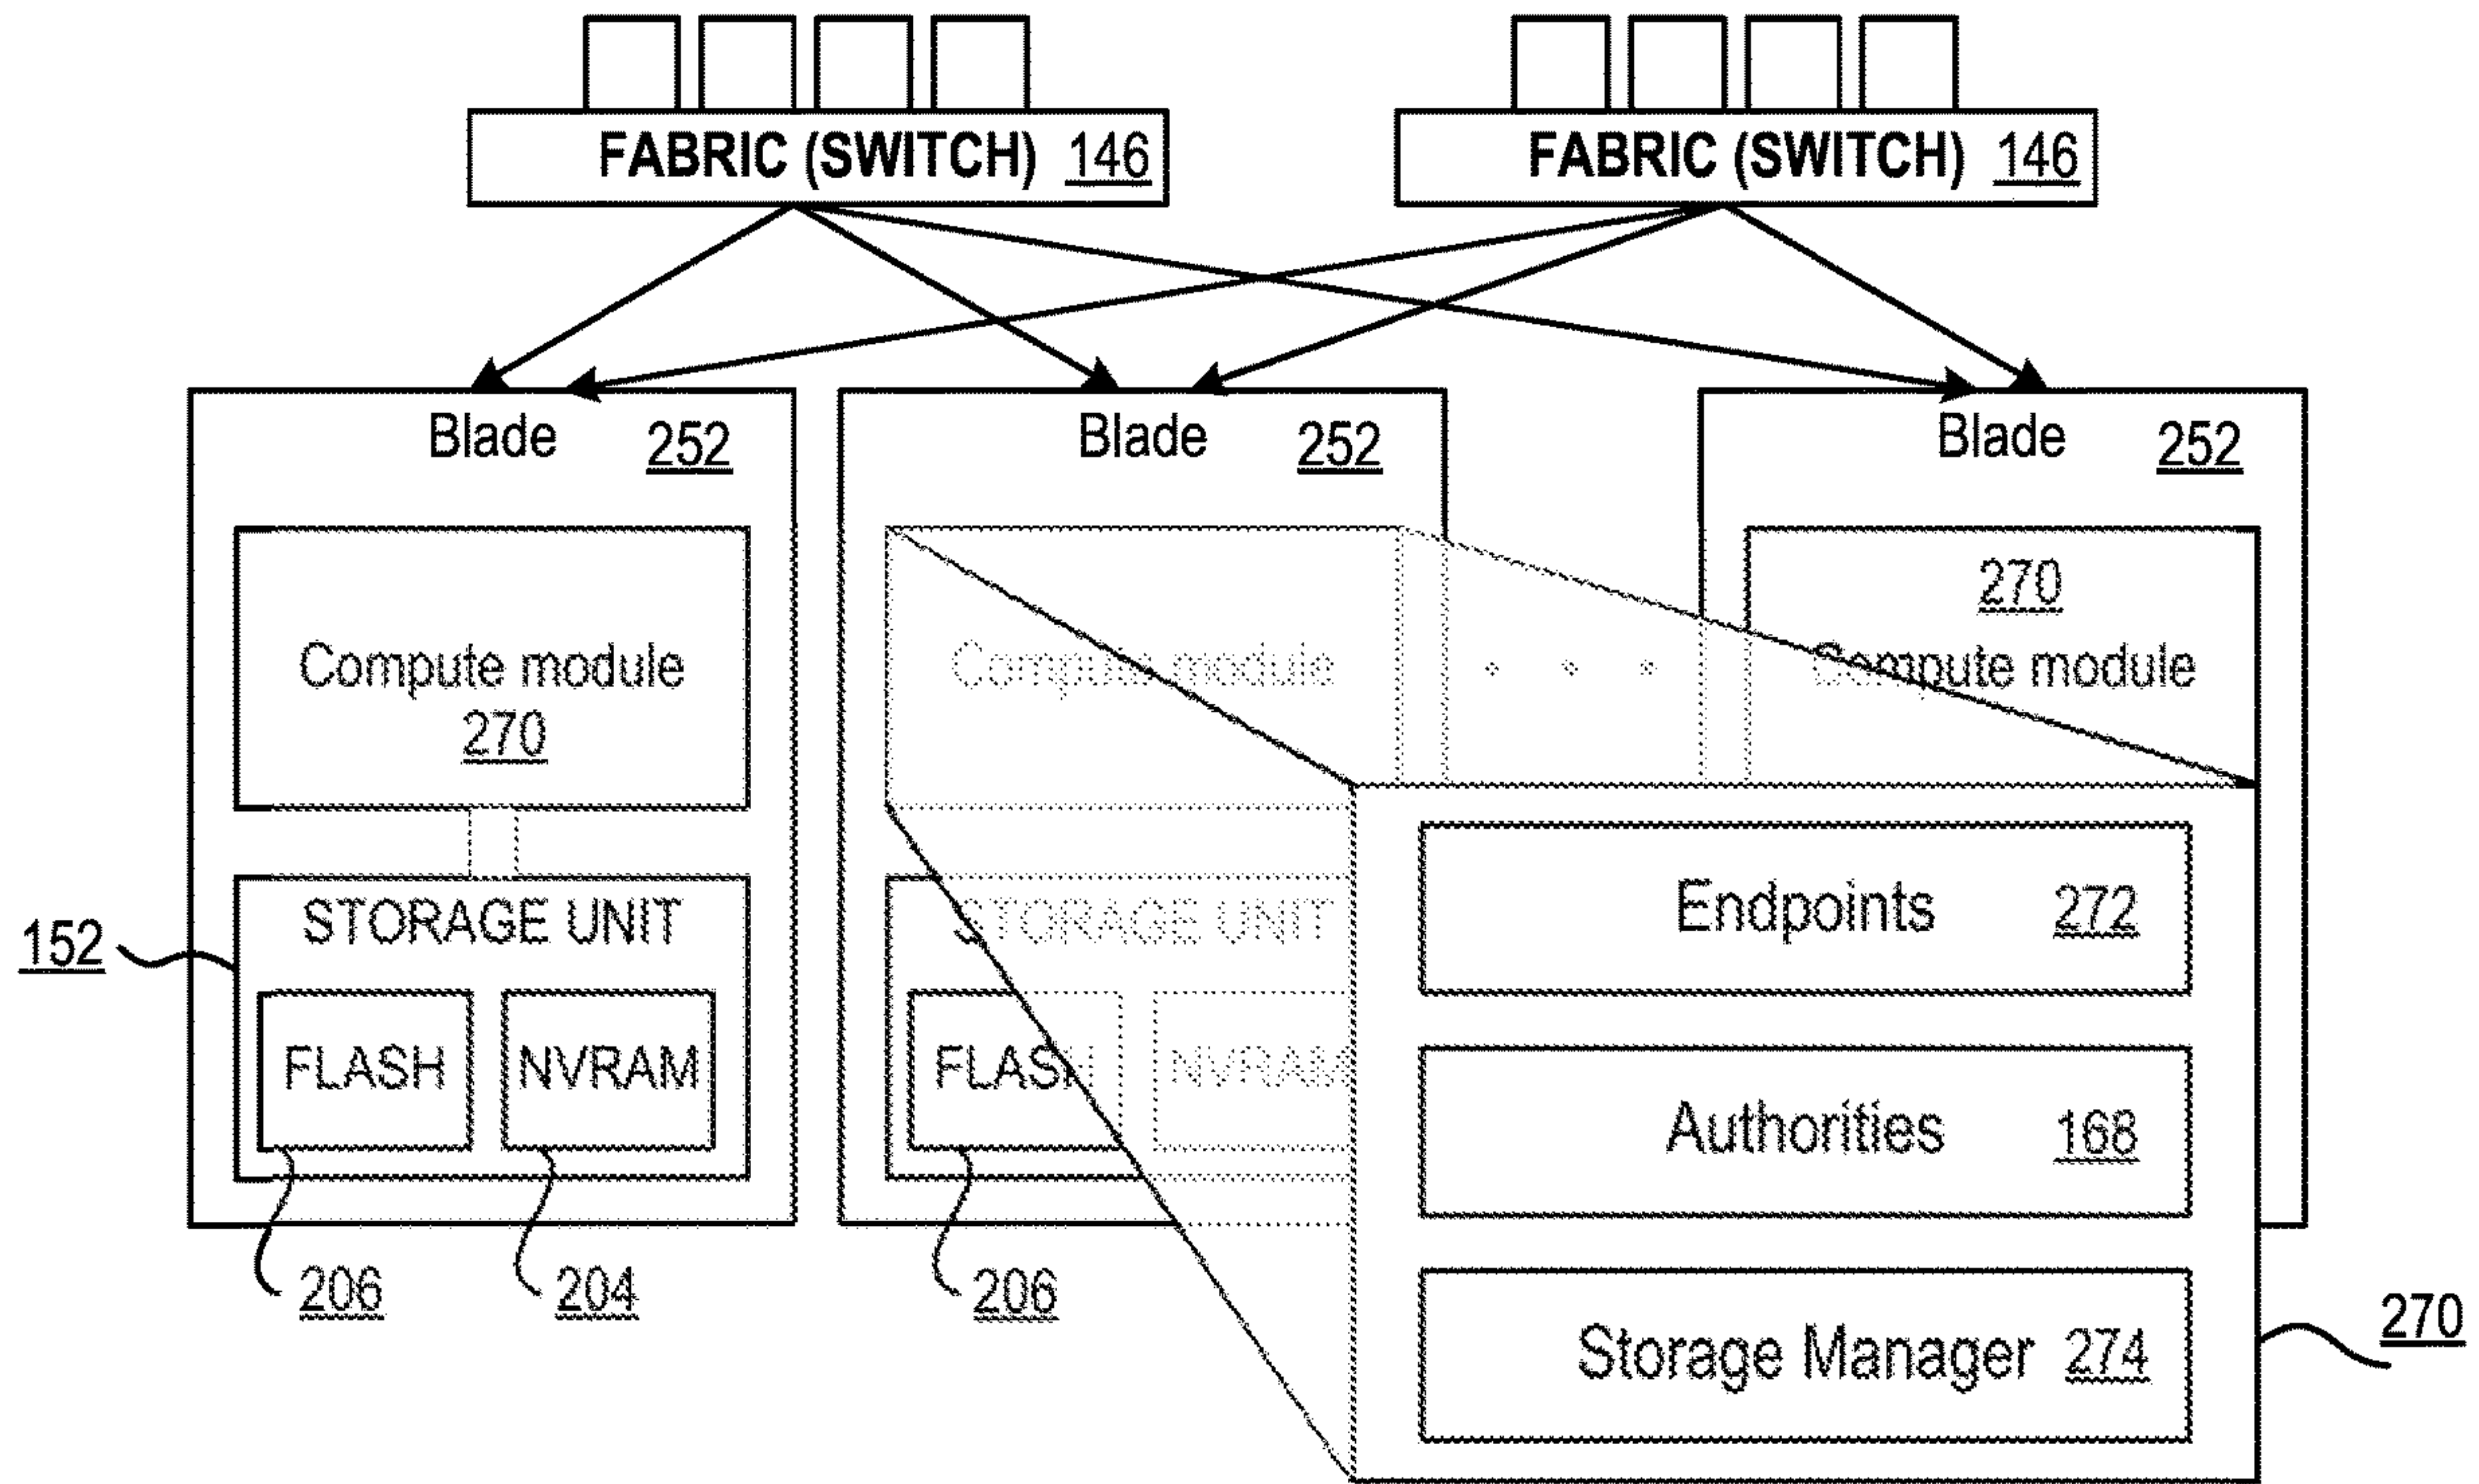 FABRIC (SWITCH) 146
FABRIC (SWITCH) 146
Blade 252
Blade 252
Blade 252
Compute module
270
Compute module
. . .
270
Compute module
152
STORAGE UNIT
FLASH
NVRAM
206
204
STORAGE UNIT
FLASH
NVRAM
206
Endpoints 272
Authorities 168
Storage Manager 274
270